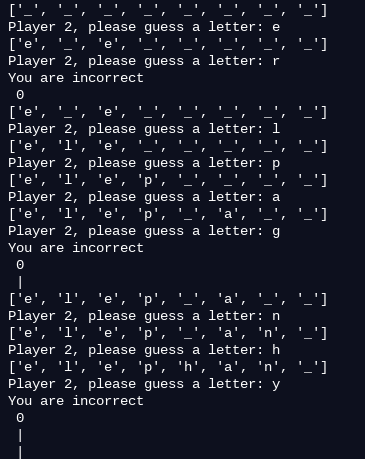 ['_', '_', '_', '_', '_', '_', '_', '_']
Player 2, please guess a letter: e
['e', '_', 'e', '_', '_', '_', '_', '_']
Player 2, please guess a letter: r
You are incorrect
 0
['e', '_', 'e', '_', '_', '_', '_', '_']
Player 2, please guess a letter: l
['e', 'l', 'e', '_', '_', '_', '_', '_']
Player 2, please guess a letter: p
['e', 'l', 'e', 'p', '_', '_', '_', '_']
Player 2, please guess a letter: a
['e', 'l', 'e', 'p', '_', 'a', '_', '_']
Player 2, please guess a letter: g
You are incorrect
 0
 |
['e', 'l', 'e', 'p', '_', 'a', '_', '_']
Player 2, please guess a letter: n
['e', 'l', 'e', 'p', '_', 'a', 'n', '_']
Player 2, please guess a letter: h
['e', 'l', 'e', 'p', 'h', 'a', 'n', '_']
Player 2, please guess a letter: y
You are incorrect
 0
 |
 |